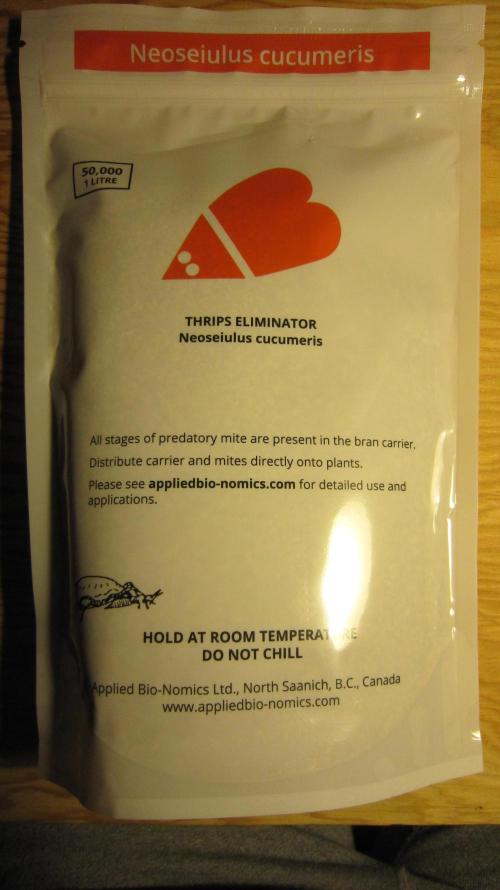 Neoseiulus cucumeris
50,000
1 LITRE
THRIPS ELIMINATOR
Neoseiulus cucumeris
All stages of predatory mite are present in the bran carrier.
Distribute carrier and mites directly onto plants.
Please see appliedbio-nomics.com for detailed use and
applications.
HOLD AT ROOM TEMPERATURE
DO NOT CHILL
Applied Bio-Nomics Ltd., North Saanich, B.C., Canada
www.appliedbio-nomics.com